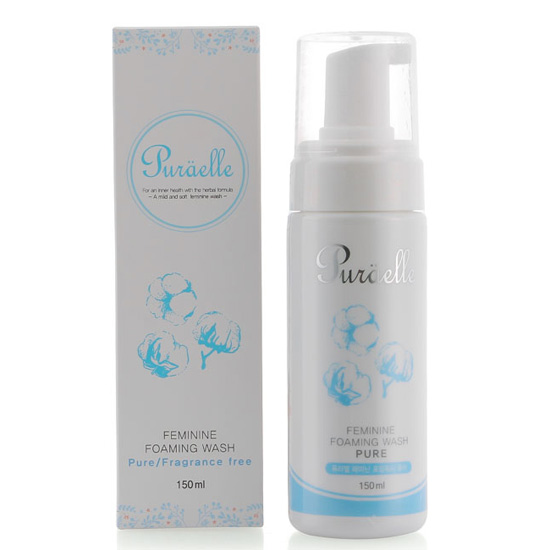 Puräelle
For an inner health with the herbal formula
– A mild and soft feminine wash –
FEMININE
FOAMING WASH
Pure/Fragrance free
150ml
Puräelle
FEMININE
FOAMING WASH
PURE
150ml